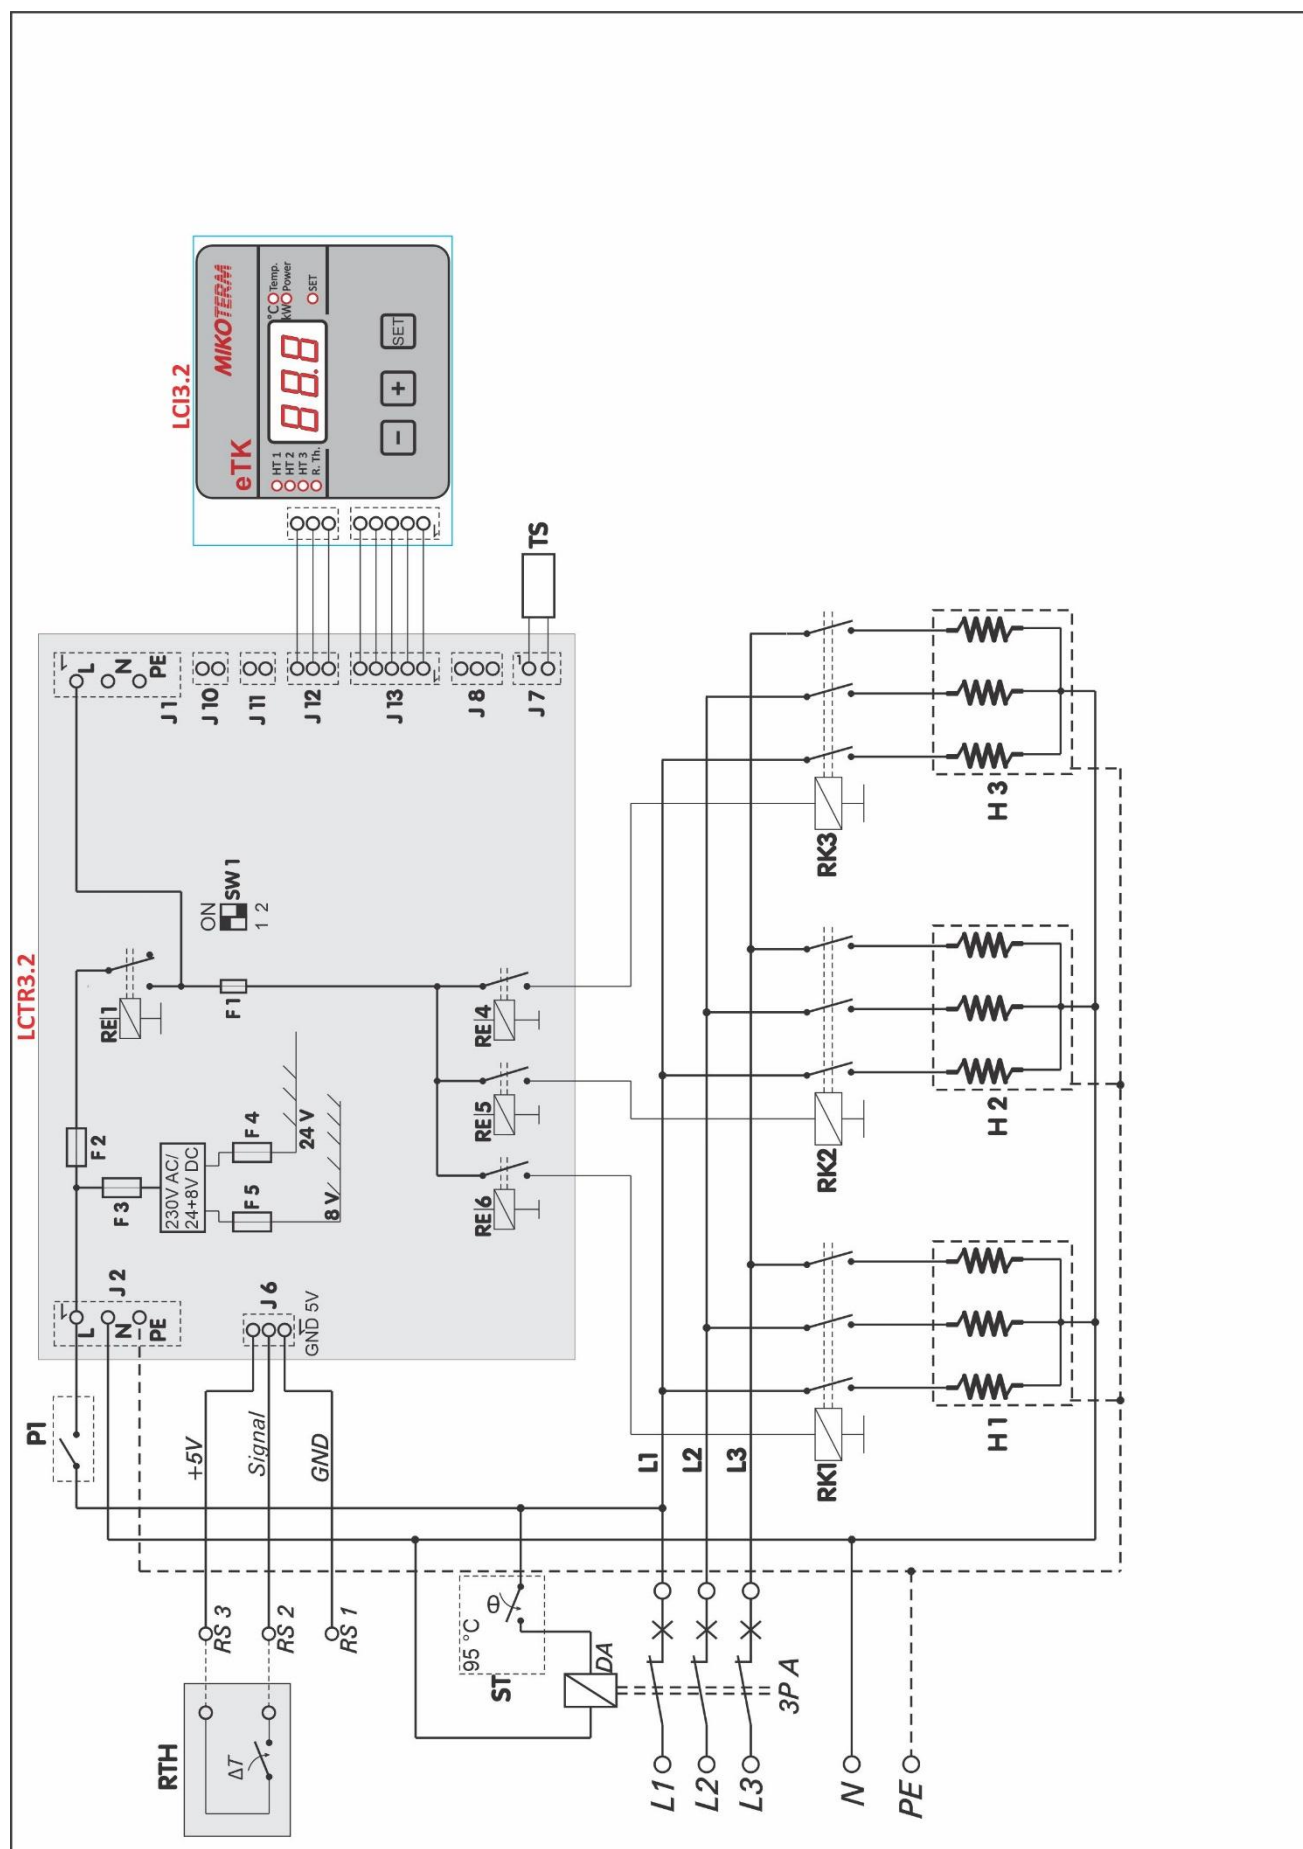 LCTR3.2
LCI3.2
P1
L
N
PE
J 2
F 2
F 3
230V AC/
24+8V DC
F 4
F 5
24 V
8 V
RE 1
F 1
ON
SW 1
1 2
L
N
PE
J 1
J 10
J 11
J 12
J 13
J 8
J 7
TS
J 6
GND 5V
RE 6
RE 5
RE 4
eTK
MIKOTERM
HT 1
HT 2
HT 3
R. Th.
88.8
°C
kW
Temp.
Power
SET
−
+
SET
RTH
ΔT
RS 3
RS 2
RS 1
+5V
Signal
GND
ST
95 °C
θ
DA
3P A
L1
L2
L3
N
PE
L1
L2
L3
RK1
RK2
RK3
H 1
H 2
H 3